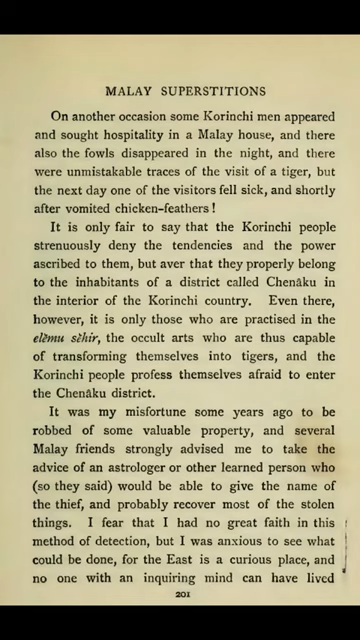 MALAY SUPERSTITIONS
On another occasion some Korinchi men appeared
and sought hospitality in a Malay house, and there
also the fowls disappeared in the night, and there
were unmistakable traces of the visit of a tiger, but
the next day one of the visitors fell sick, and shortly
after vomited chicken-feathers !
It is only fair to say that the Korinchi people
strenuously deny the tendencies and the power
ascribed to them, but aver that they properly belong
to the inhabitants of a district called Chenâku in
the interior of the Korinchi country. Even there,
however, it is only those who are practised in the
elĕmu sĕhir, the occult arts who are thus capable
of transforming themselves into tigers, and the
Korinchi people profess themselves afraid to enter
the Chenâku district.
It was my misfortune some years ago to be
robbed of some valuable property, and several
Malay friends strongly advised me to take the
advice of an astrologer or other learned person who
(so they said) would be able to give the name of
the thief, and probably recover most of the stolen
things. I fear that I had no great faith in this
method of detection, but I was anxious to see what
could be done, for the East is a curious place, and
no one with an inquiring mind can have lived
201